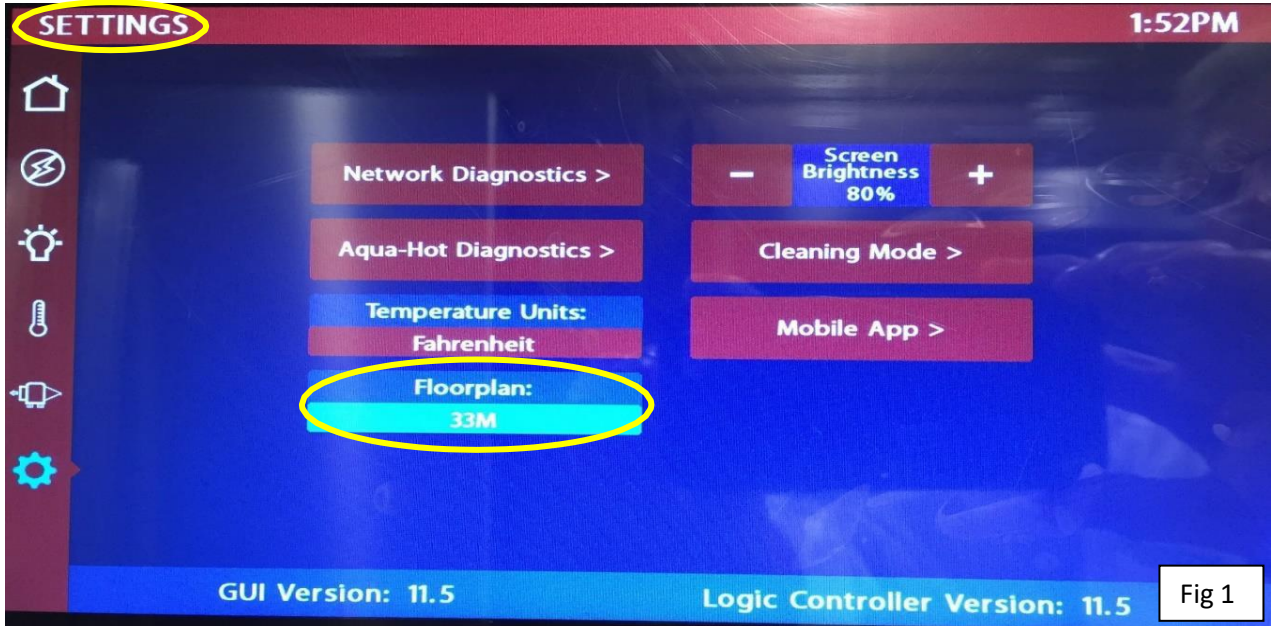 SETTINGS
1:52PM
Network Diagnostics >
Screen
Brightness
80%
−
+
Aqua-Hot Diagnostics >
Cleaning Mode >
Temperature Units:
Fahrenheit
Mobile App >
Floorplan:
33M
GUI Version: 11.5
Logic Controller Version: 11.5
Fig 1